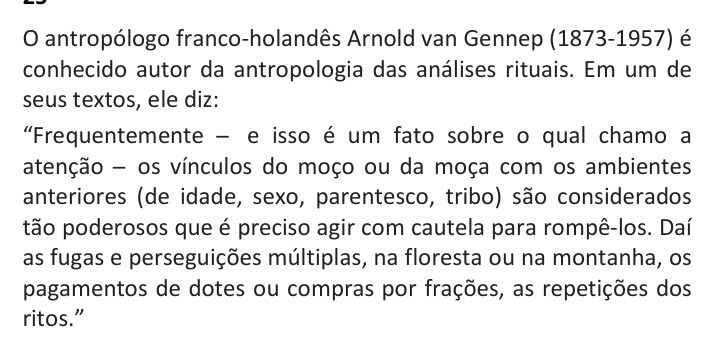 O antropólogo franco-holandês Arnold van Gennep (1873-1957) é
conhecido autor da antropologia das análises rituais. Em um de
seus textos, ele diz:
“Frequentemente – e isso é um fato sobre o qual chamo a
atenção – os vínculos do moço ou da moça com os ambientes
anteriores (de idade, sexo, parentesco, tribo) são considerados
tão poderosos que é preciso agir com cautela para rompê-los. Daí
as fugas e perseguições múltiplas, na floresta ou na montanha, os
pagamentos de dotes ou compras por frações, as repetições dos
ritos.”